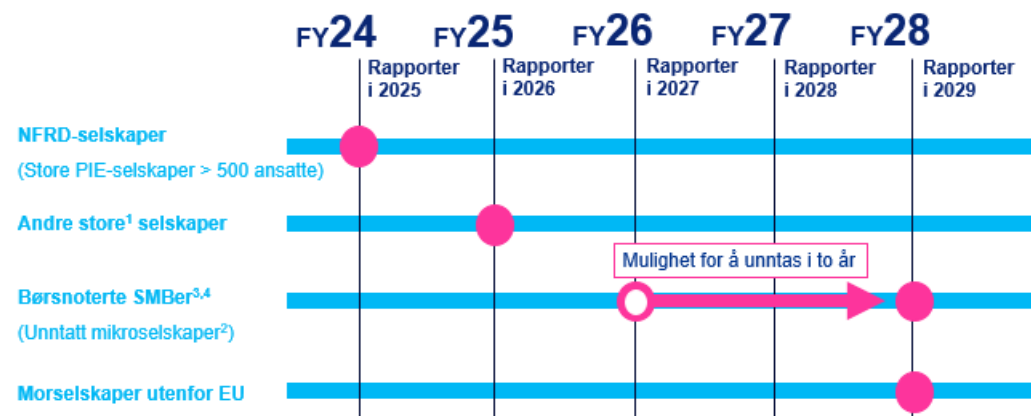 FY24 FY25 FY26 FY27 FY28
Rapporter i 2025
Rapporter i 2026
Rapporter i 2027
Rapporter i 2028
Rapporter i 2029
NFRD-selskaper
(Store PIE-selskaper > 500 ansatte)
Andre store¹ selskaper
Mulighet for å unntas i to år
Børsnoterte SMBer³,⁴
(Unntatt mikroselskaper²)
Morselskaper utenfor EU